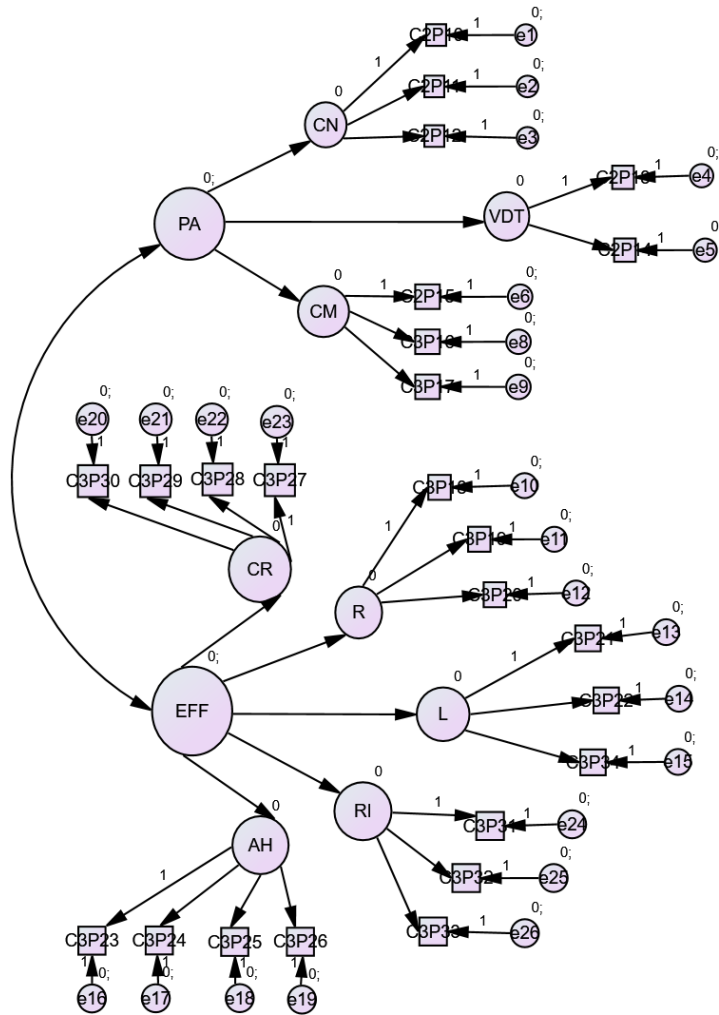 0;
1
1
e1
0;
1
e2
0
CN
0;
C2P12
1
e3
0;
PA
0
VDT
1
1
0;
e4
1
0
e5
0
CM
1
C2P15
1
0;
e6
0;
e8
C3P17
1
0;
e9
0;
0;
0;
0;
e20
e21
e22
e23
1
1
1
1
C3P30
C3P29
C3P28
C3P27
0
1
CR
1
1
0;
e10
1
0;
e11
0
R
1
0;
e12
0;
EFF
1
C3P21
1
0;
e13
0
L
C3P22
1
0;
e14
1
0;
e15
0
RI
1
1
0;
e24
C3P32
1
0;
e25
1
0;
e26
0
AH
1
C3P23
C3P24
C3P25
C3P26
1
0;
1
0;
1
0;
1
0;
e16
e17
e18
e19